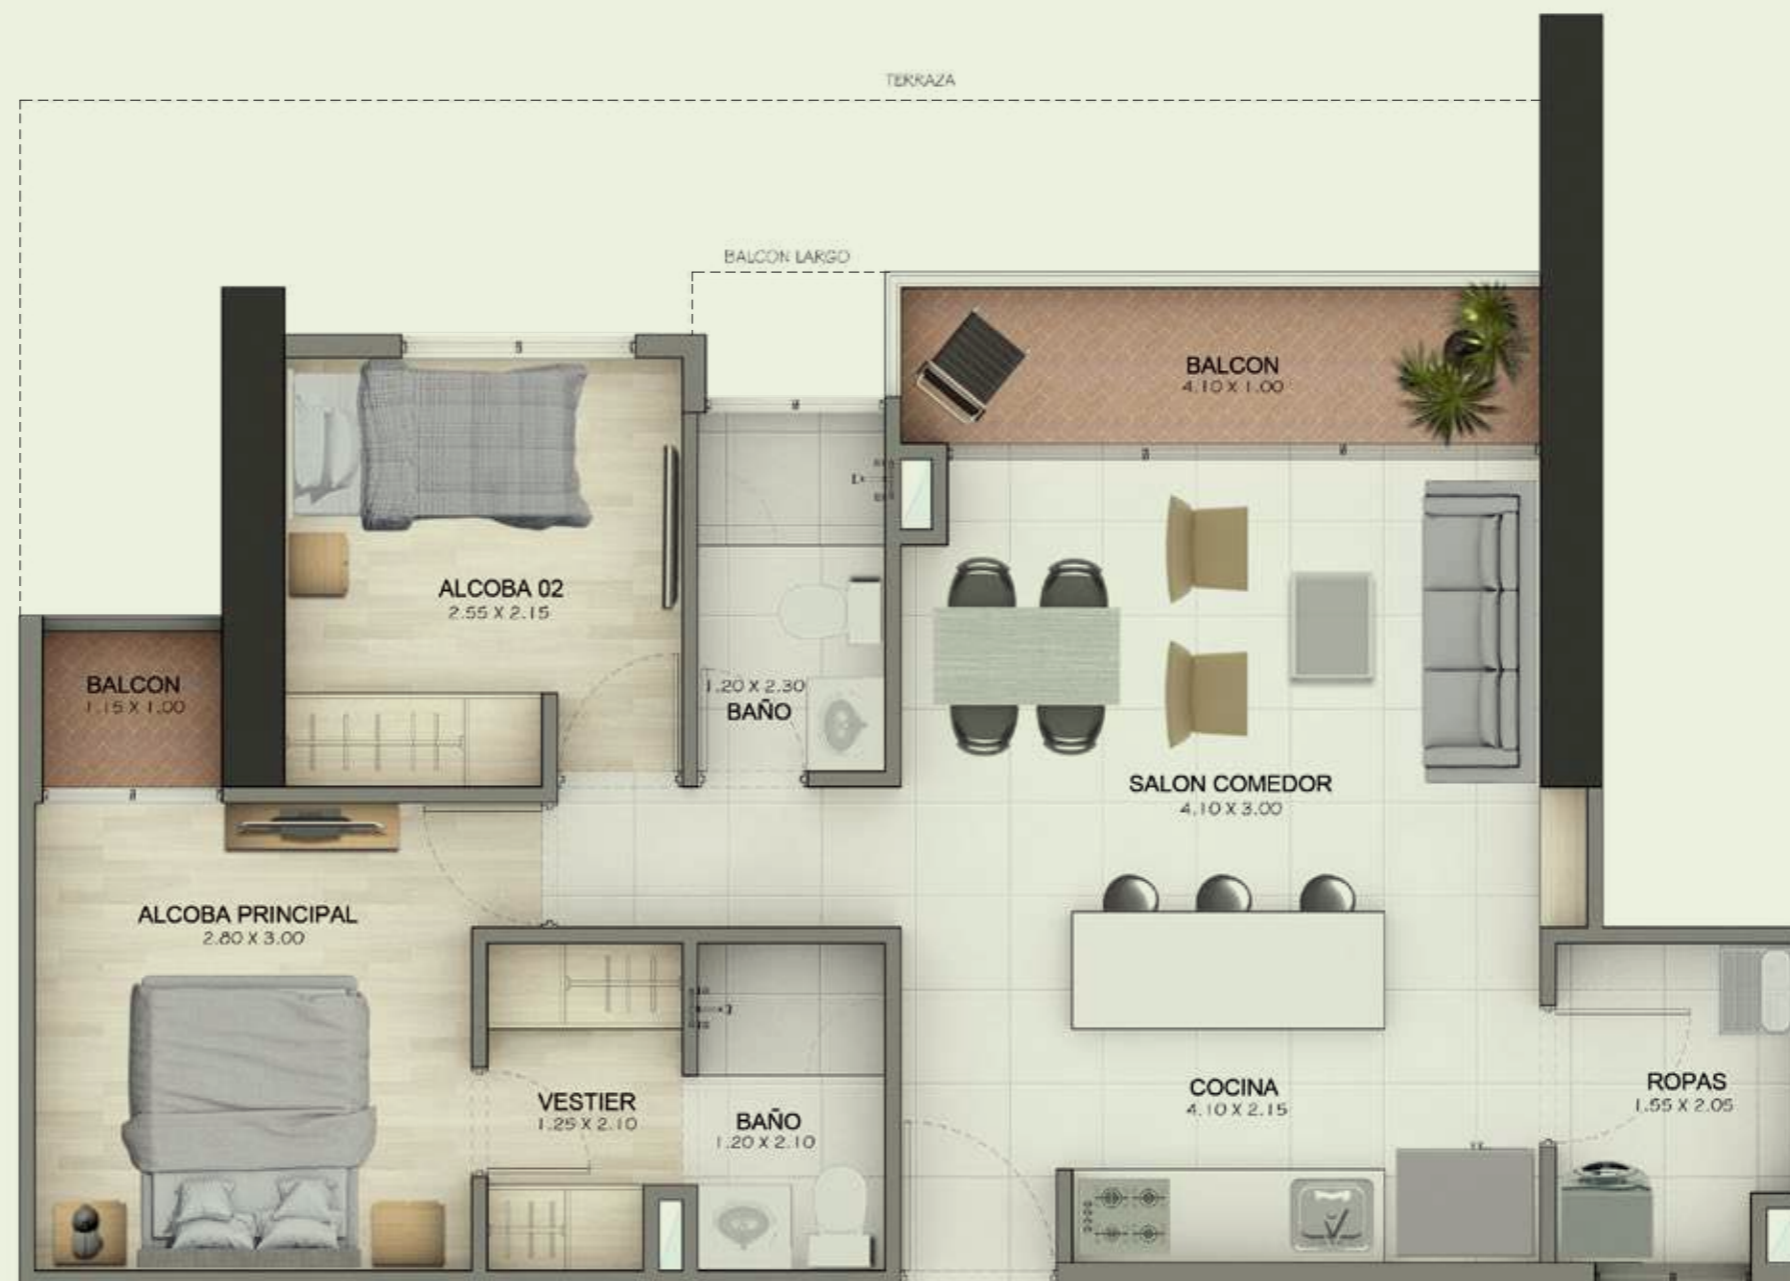 TERRAZA
BALCON LARGO
BALCON
4.10 X 1.00
ALCOBA 02
2.55 X 2.15
BALCON
1.15 X 1.00
1.20 X 2.30
BAÑO
SALON COMEDOR
4.10 X 3.00
ALCOBA PRINCIPAL
2.80 X 3.00
VESTIER
1.25 X 2.10
BAÑO
1.20 X 2.10
COCINA
4.10 X 2.15
ROPAS
1.55 X 2.05